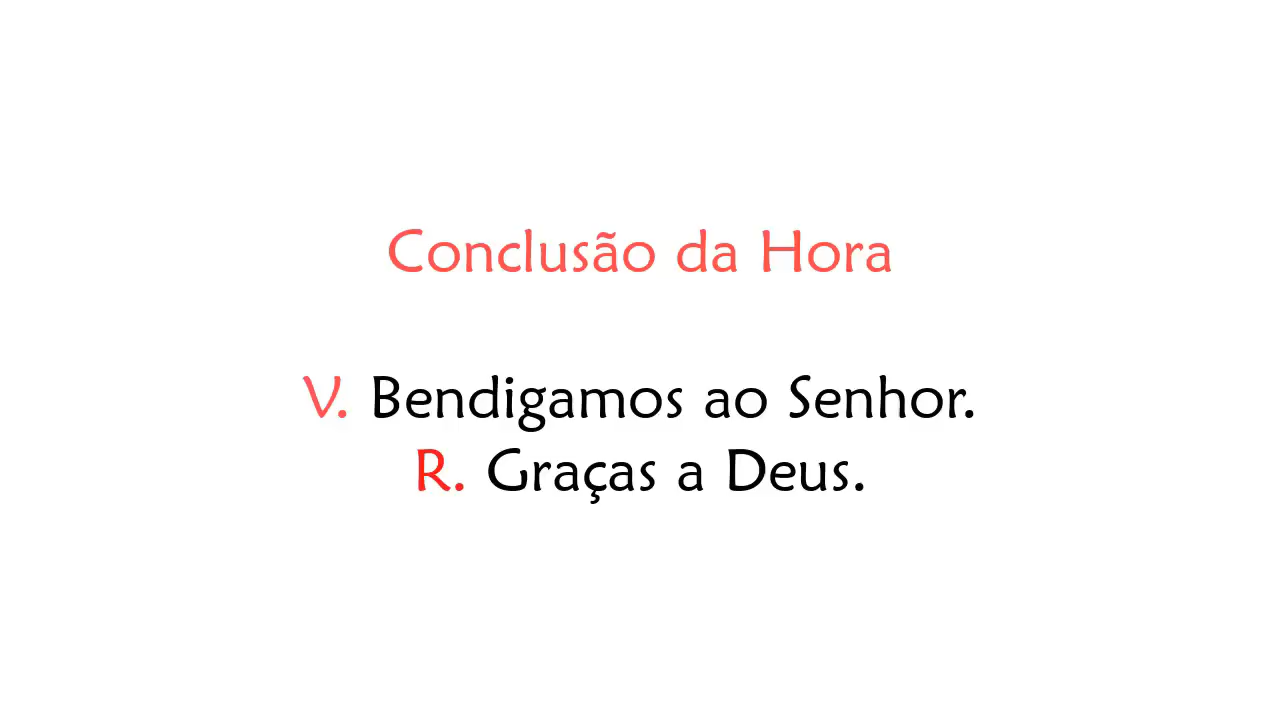 Conclusão da Hora
V. Bendigamos ao Senhor.
R. Graças a Deus.